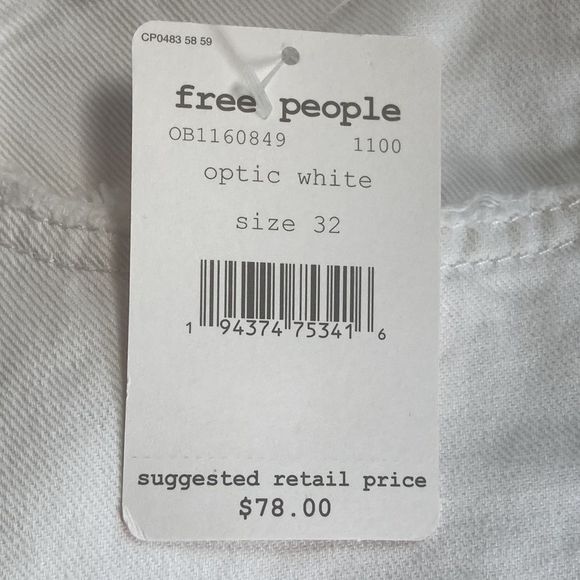 CP0483 58 59
free people
OB1160849 1100
optic white
size 32
1 94374 75341 6
suggested retail price
$78.00